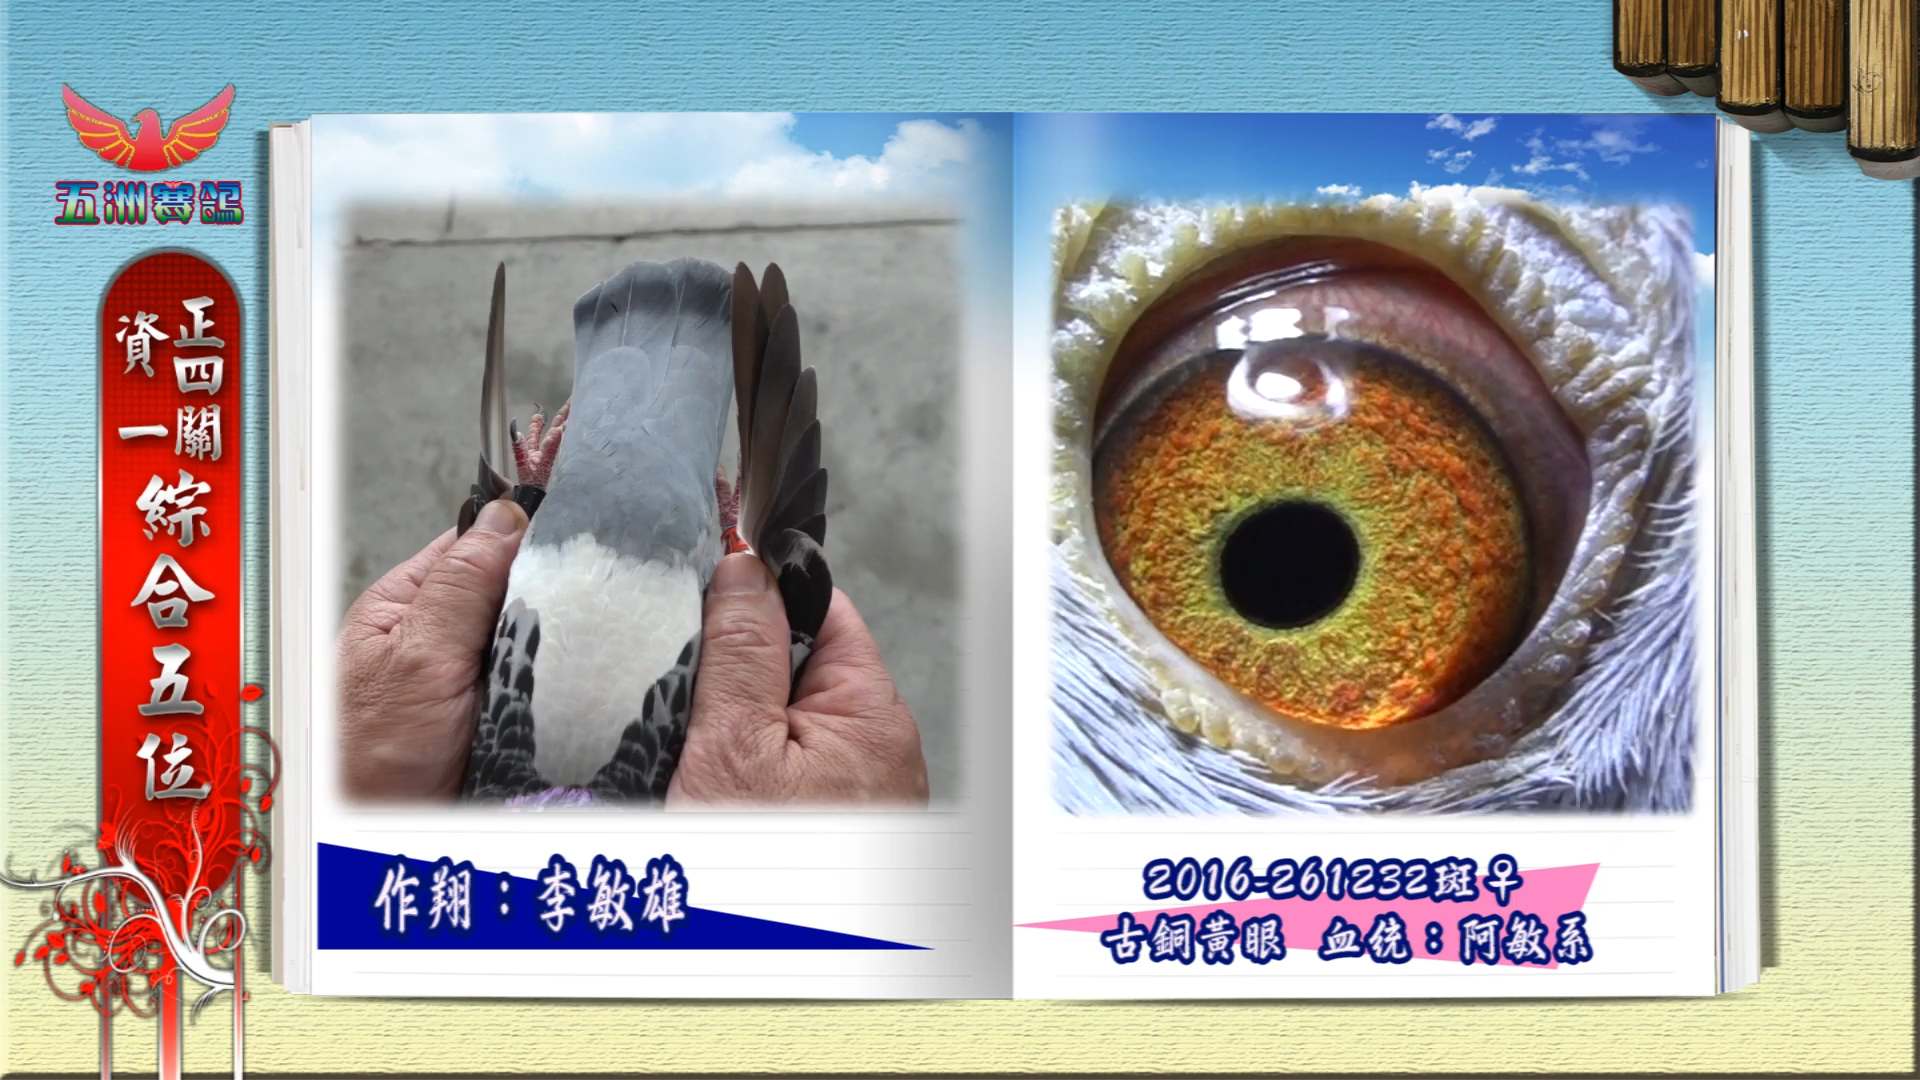 五洲賽鴿
正四關
資一
綜合五位
作翔：李敏雄
2016-261232斑♀
古銅黃眼 血統：阿敏系